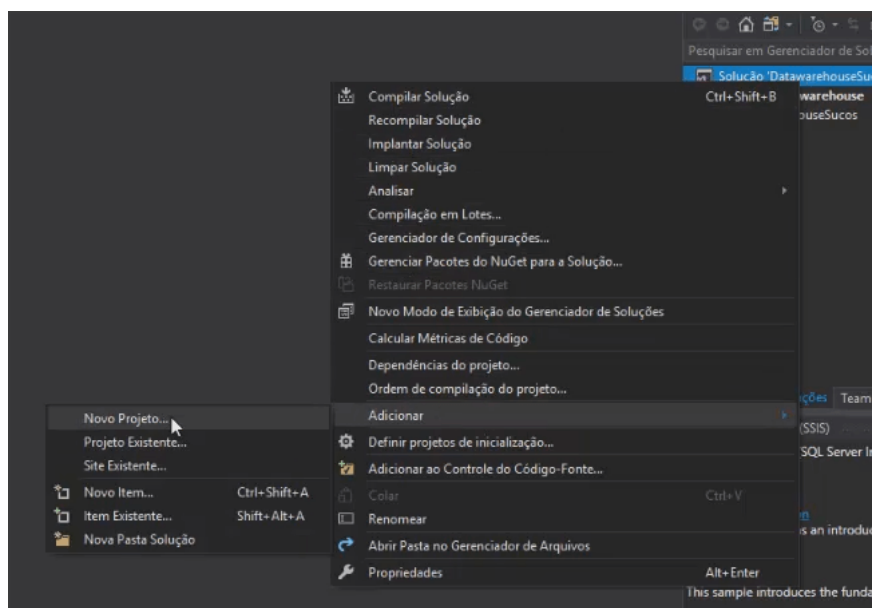 Pesquisar em Gerenciador de Sol
Solução 'DatawarehouseSu
warehouse
ouseSucos
Compilar Solução Ctrl+Shift+B
Recompilar Solução
Implantar Solução
Limpar Solução
Analisar
Compilação em Lotes...
Gerenciador de Configurações...
Gerenciar Pacotes do NuGet para a Solução...
Restaurar Pacotes NuGet
Novo Modo de Exibição do Gerenciador de Soluções
Calcular Métricas de Código
Dependências do projeto...
Ordem de compilação do projeto...
Adicionar
Definir projetos de inicialização...
Adicionar ao Controle do Código-Fonte...
Colar Ctrl+V
Renomear
Abrir Pasta no Gerenciador de Arquivos
Propriedades Alt+Enter
Novo Projeto...
Projeto Existente...
Site Existente...
Novo Item... Ctrl+Shift+A
Item Existente... Shift+Alt+A
Nova Pasta Solução
ções Team
(SSIS)
SQL Server In
on
s an introduc
This sample introduces the funda